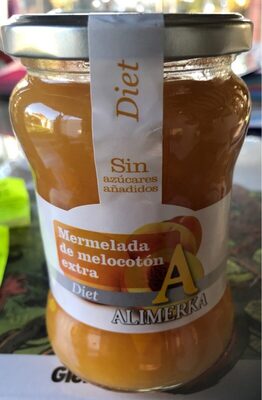 Diet
Sin
azúcares
añadidos
Mermelada
de melocotón
extra
Diet
A
ALIMERKA